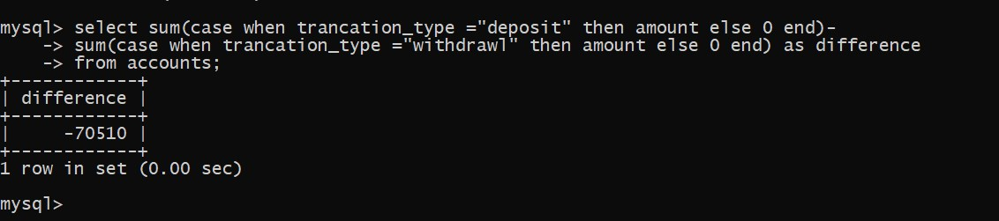 mysql> select sum(case when trancation_type ="deposit" then amount else 0 end)-
    -> sum(case when trancation_type ="withdrawl" then amount else 0 end) as difference
    -> from accounts;
+------------+
| difference |
+------------+
|     -70510 |
+------------+
1 row in set (0.00 sec)
mysql>